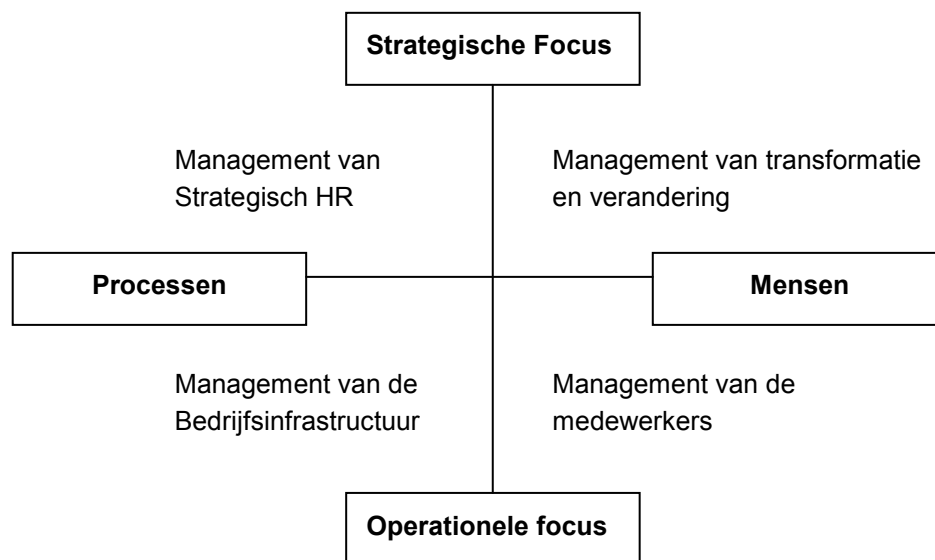 Strategische Focus
Management van
Strategisch HR
Management van transformatie
en verandering
Processen
Mensen
Management van de
Bedrijfsinfrastructuur
Management van de
medewerkers
Operationele focus